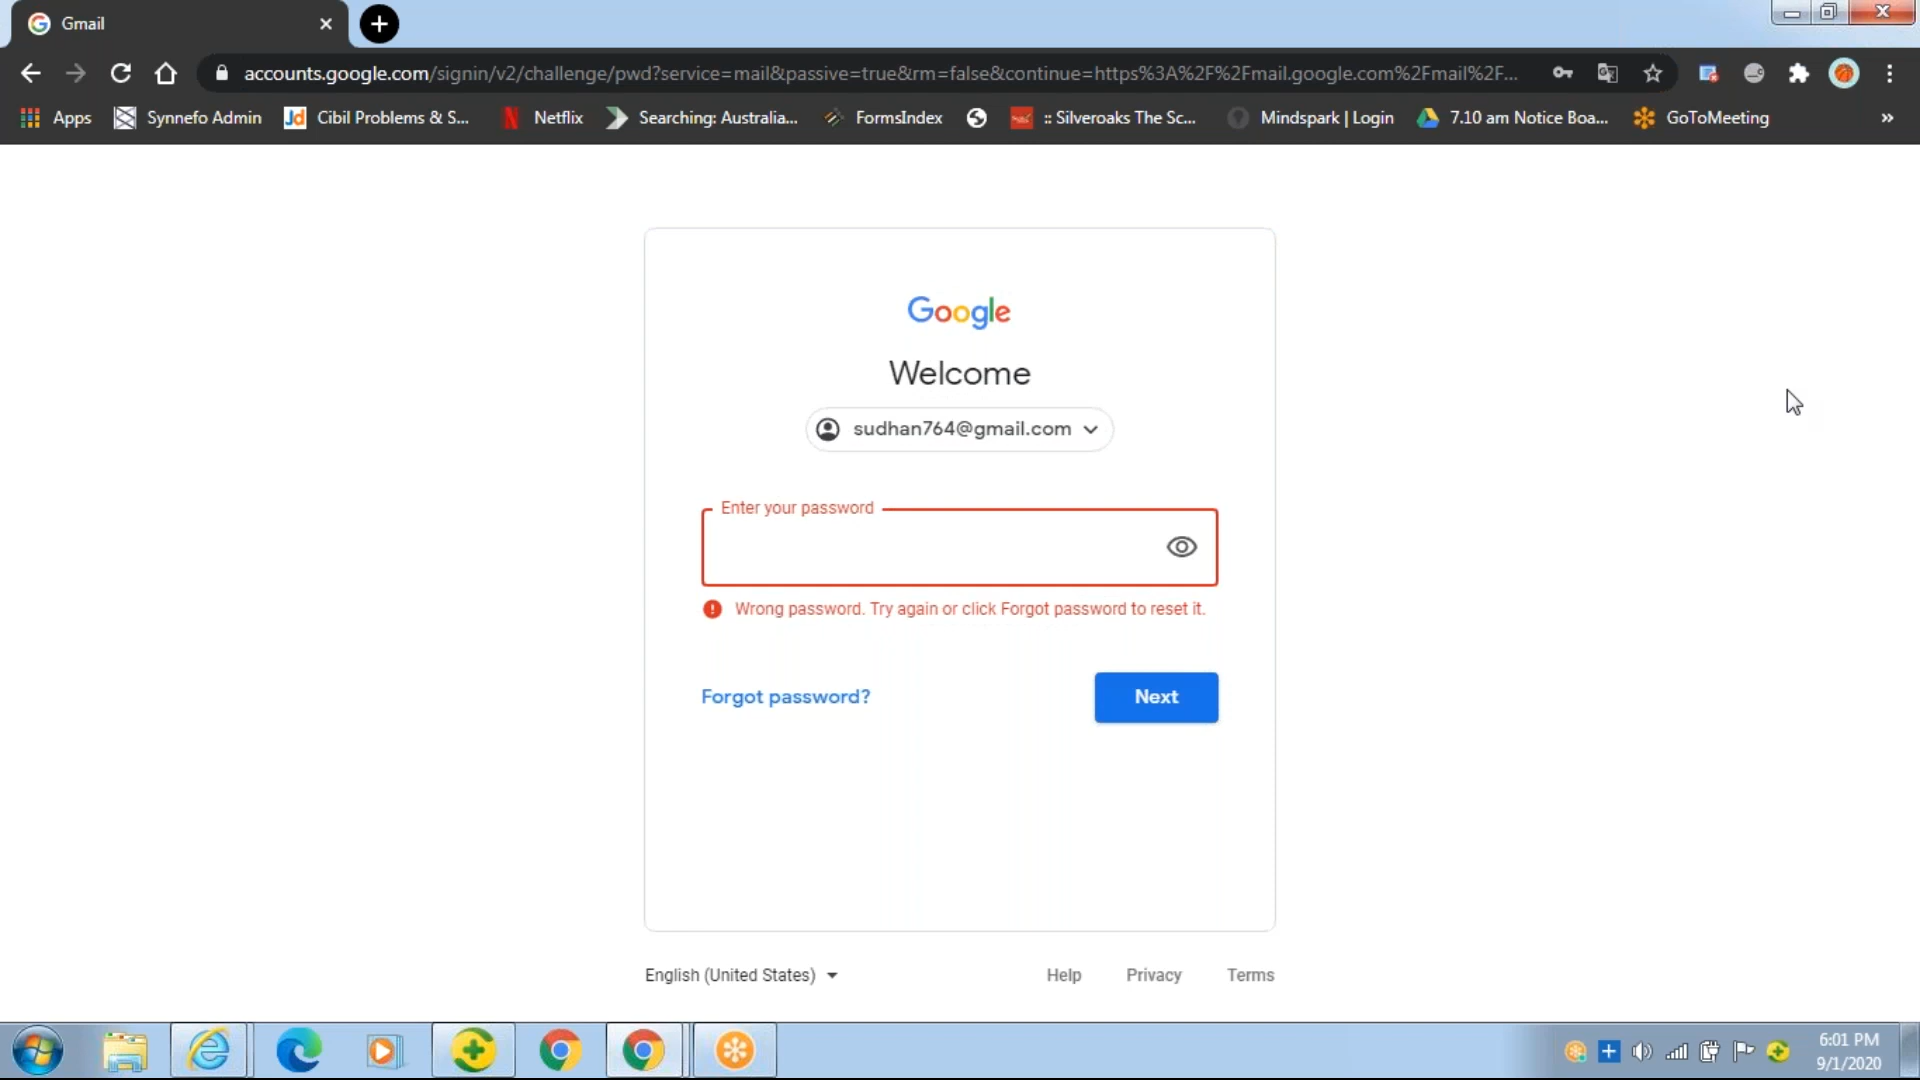 Gmail
accounts.google.com/signin/v2/challenge/pwd?service=mail&passive=true&rm=false&continue=https%3A%2F%2Fmail.google.com%2Fmail%2F...
Apps Synnefo Admin Jd Cibil Problems & S... Netflix Searching: Australia... FormsIndex :: Silveroaks The Sc... Mindspark | Login 7.10 am Notice Boa... GoToMeeting »
Google
Welcome
sudhan764@gmail.com
Enter your password
Wrong password. Try again or click Forgot password to reset it.
Forgot password? Next
English (United States) Help Privacy Terms
6:01 PM
9/1/2020